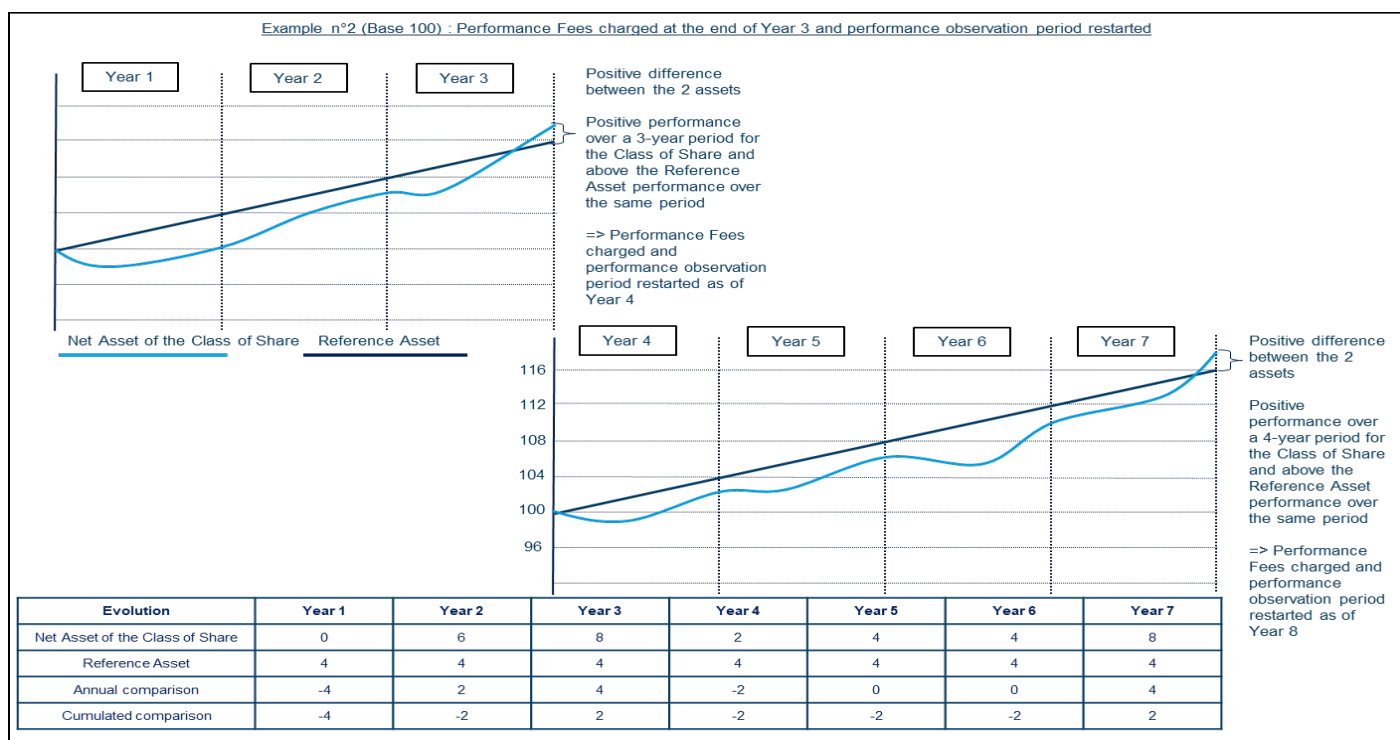 Example n°2 (Base 100) : Performance Fees charged at the end of Year 3 and performance observation period restarted
Year 1
Year 2
Year 3
Positive difference
between the 2 assets
Positive performance
over a 3-year period for
the Class of Share and
above the Reference
Asset performance over
the same period
=> Performance Fees
charged and
performance observation
period restarted as of
Year 4
Net Asset of the Class of Share
Reference Asset
Year 4
Year 5
Year 6
Year 7
116
112
108
104
100
96
Positive difference
between the 2
assets
Positive
performance over
a 4-year period for
the Class of Share
and above the
Reference Asset
performance over
the same period
=> Performance
Fees charged and
performance
observation period
restarted as of
Year 8
Evolution Year 1 Year 2 Year 3 Year 4 Year 5 Year 6 Year 7
Net Asset of the Class of Share 0 6 8 2 4 4 8
Reference Asset 4 4 4 4 4 4 4
Annual comparison -4 2 4 -2 0 0 4
Cumulated comparison -4 -2 2 -2 -2 -2 2